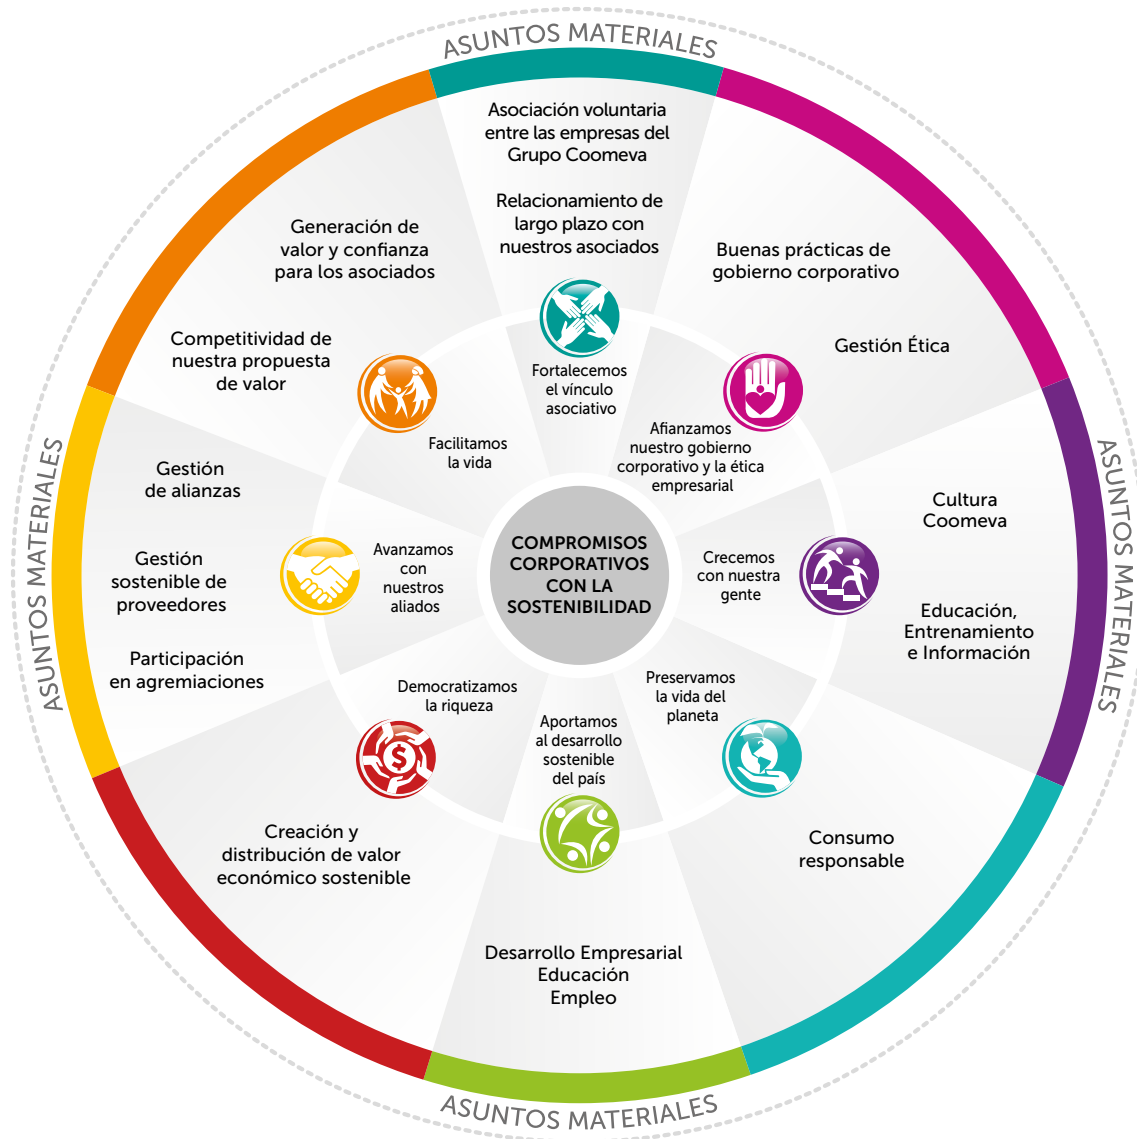 ASUNTOS MATERIALES
Asociación voluntaria
entre las empresas del
Grupo Coomeva
Relacionamiento de
largo plazo con
nuestros asociados
Fortalecemos
el vínculo
asociativo
Buenas prácticas de
gobierno corporativo
Gestión Ética
Afianzamos
nuestro gobierno
corporativo y la ética
empresarial
ASUNTOS MATERIALES
Cultura
Coomeva
Educación,
Entrenamiento
e Información
Crecemos
con nuestra
gente
Consumo
responsable
Preservamos
la vida del
planeta
Aportamos
al desarrollo
sostenible
del país
Desarrollo Empresarial
Educación
Empleo
ASUNTOS MATERIALES
Democratizamos
la riqueza
$
Creación y
distribución de valor
económico sostenible
ASUNTOS MATERIALES
Gestión
de alianzas
Gestión
sostenible de
proveedores
Participación
en agremiaciones
Avanzamos
con
nuestros
aliados
Generación de
valor y confianza
para los asociados
Competitividad de
nuestra propuesta
de valor
Facilitamos
la vida
COMPROMISOS
CORPORATIVOS
CON LA
SOSTENIBILIDAD